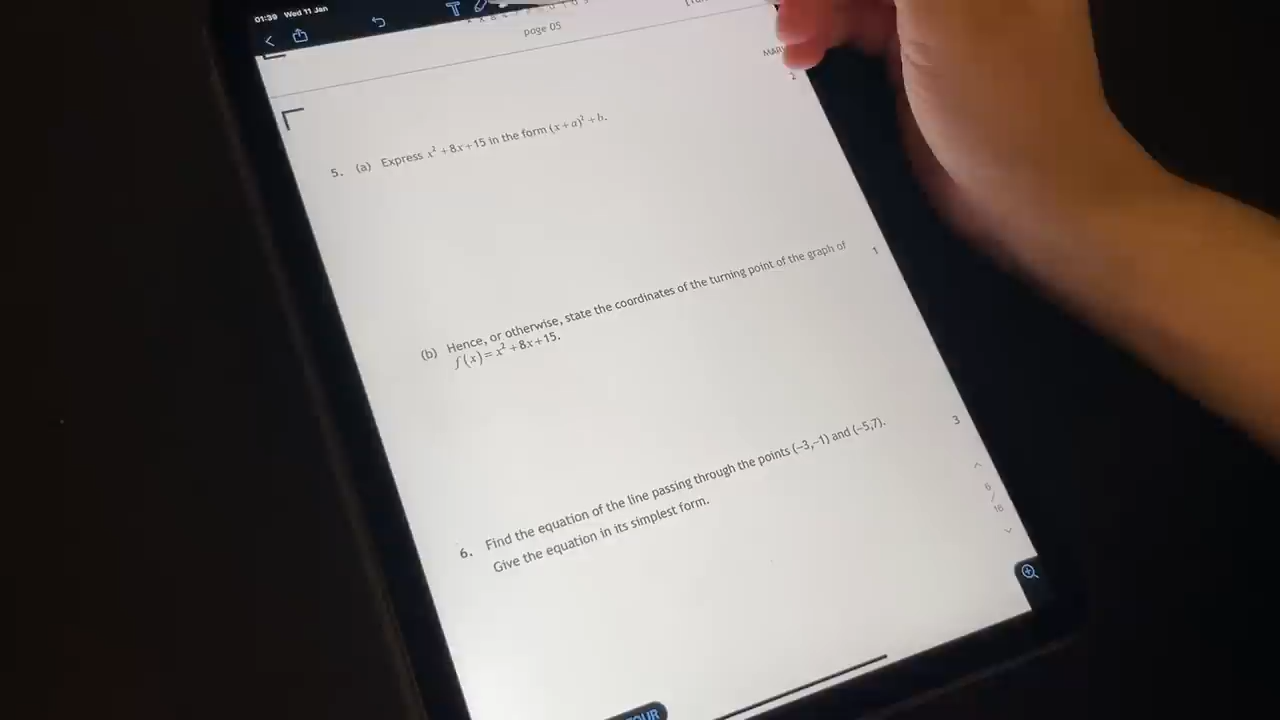 01:39 Wed 11 Jan
page 05
2
5. (a) Express x² + 8x + 15 in the form (x + a)² + b.
(b) Hence, or otherwise, state the coordinates of the turning point of the graph of 1
f(x) = x² + 8x + 15.
6. Find the equation of the line passing through the points (−3,−1) and (−5,7). 3
Give the equation in its simplest form.
6
/
16